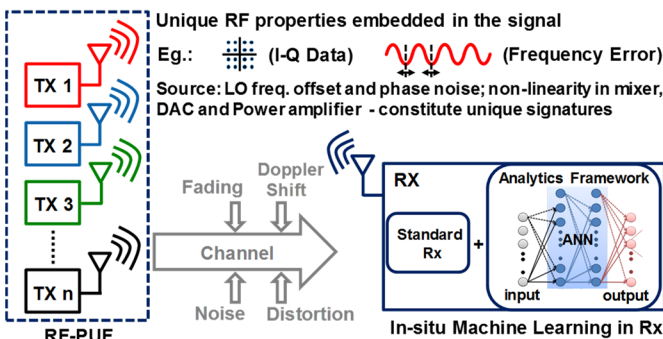 Unique RF properties embedded in the signal
Eg.: (I-Q Data) (Frequency Error)
Source: LO freq. offset and phase noise; non-linearity in mixer,
DAC and Power amplifier - constitute unique signatures
TX 1
TX 2
TX 3
TX n
RF-PUF
Fading
Doppler
Shift
Channel
Noise
Distortion
RX
Standard
Rx
+
Analytics Framework
ANN
input
output
In-situ Machine Learning in Rx